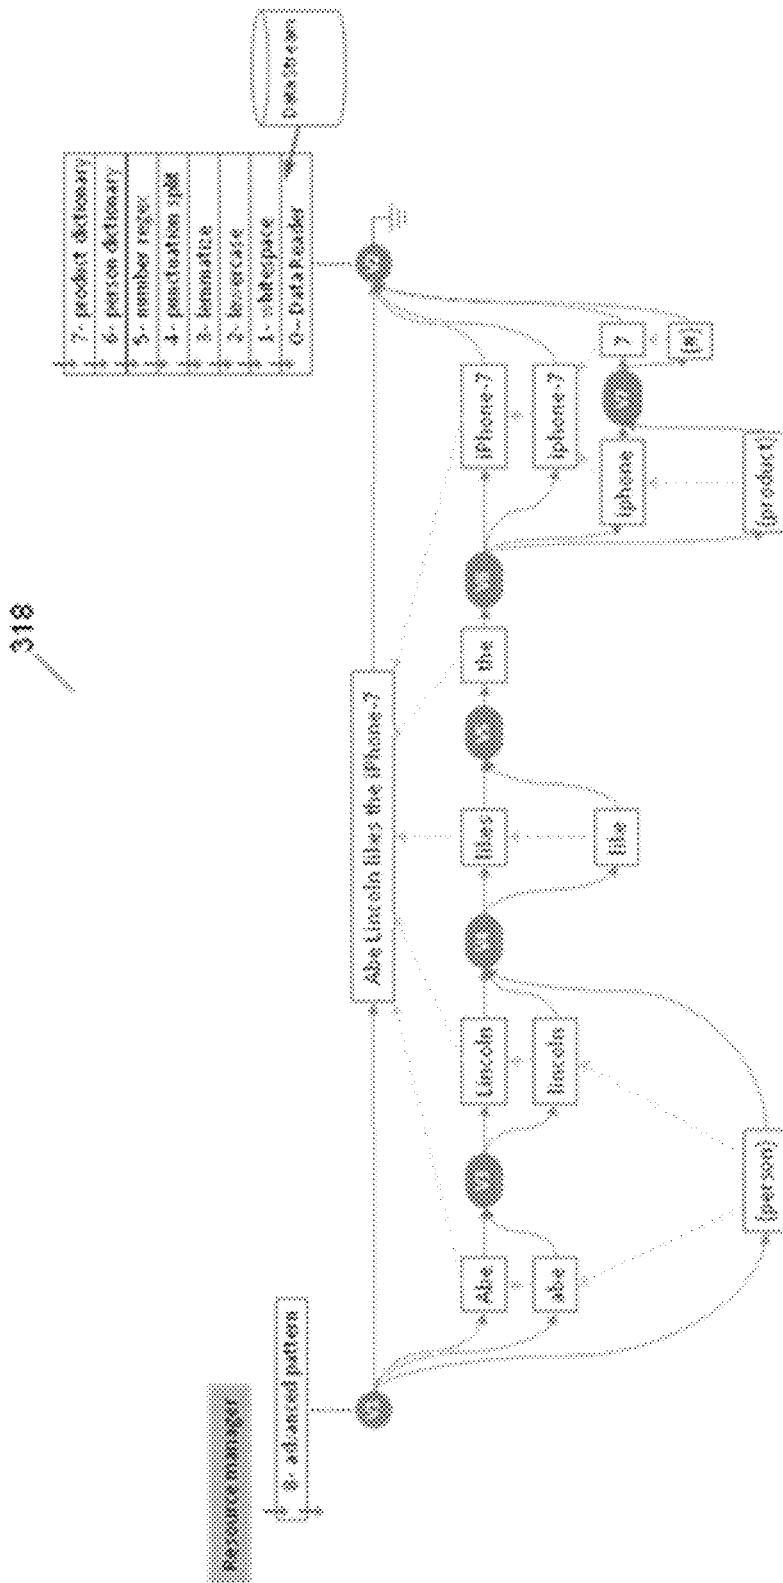 318
Resource manager
8- advanced pattern
7- product dictionary
6- person dictionary
5- number regex
4- punctuation split
3- lemmatize
2- lowercase
1- whitespace
0- DataReader
DataStream
Abe Lincoln likes the iPhone-7
Abe
Lincoln
likes
the
iPhone-7
abe
lincoln
iphone-7
like
iphone
7
[#]
{person}
{product}